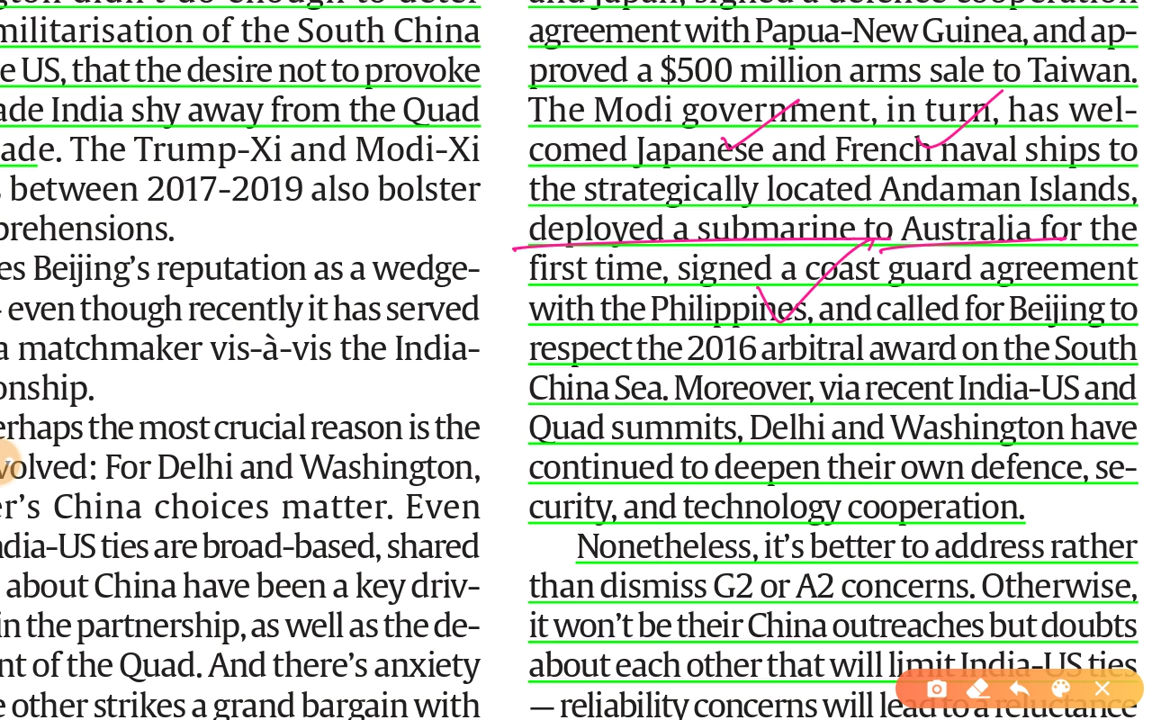 militarisation of the South China
e US, that the desire not to provoke
ade India shy away from the Quad
ade. The Trump-Xi and Modi-Xi
between 2017-2019 also bolster
prehensions.
es Beijing's reputation as a wedge-
even though recently it has served
a matchmaker vis-à-vis the India-
onship.
erhaps the most crucial reason is the
volved: For Delhi and Washington,
er's China choices matter. Even
ndia-US ties are broad-based, shared
about China have been a key driv-
in the partnership, as well as the de-
nt of the Quad. And there's anxiety
e other strikes a grand bargain with
and Japan, signed a defence cooperation
agreement with Papua-New Guinea, and ap-
proved a $500 million arms sale to Taiwan.
The Modi government, in turn, has wel-
comed Japanese and French naval ships to
the strategically located Andaman Islands,
deployed a submarine to Australia for the
first time, signed a coast guard agreement
with the Philippines, and called for Beijing to
respect the 2016 arbitral award on the South
China Sea. Moreover, via recent India-US and
Quad summits, Delhi and Washington have
continued to deepen their own defence, se-
curity, and technology cooperation.
Nonetheless, it's better to address rather
than dismiss G2 or A2 concerns. Otherwise,
it won't be their China outreaches but doubts
about each other that will limit India-US ties
— reliability concerns will lead to a reluctance